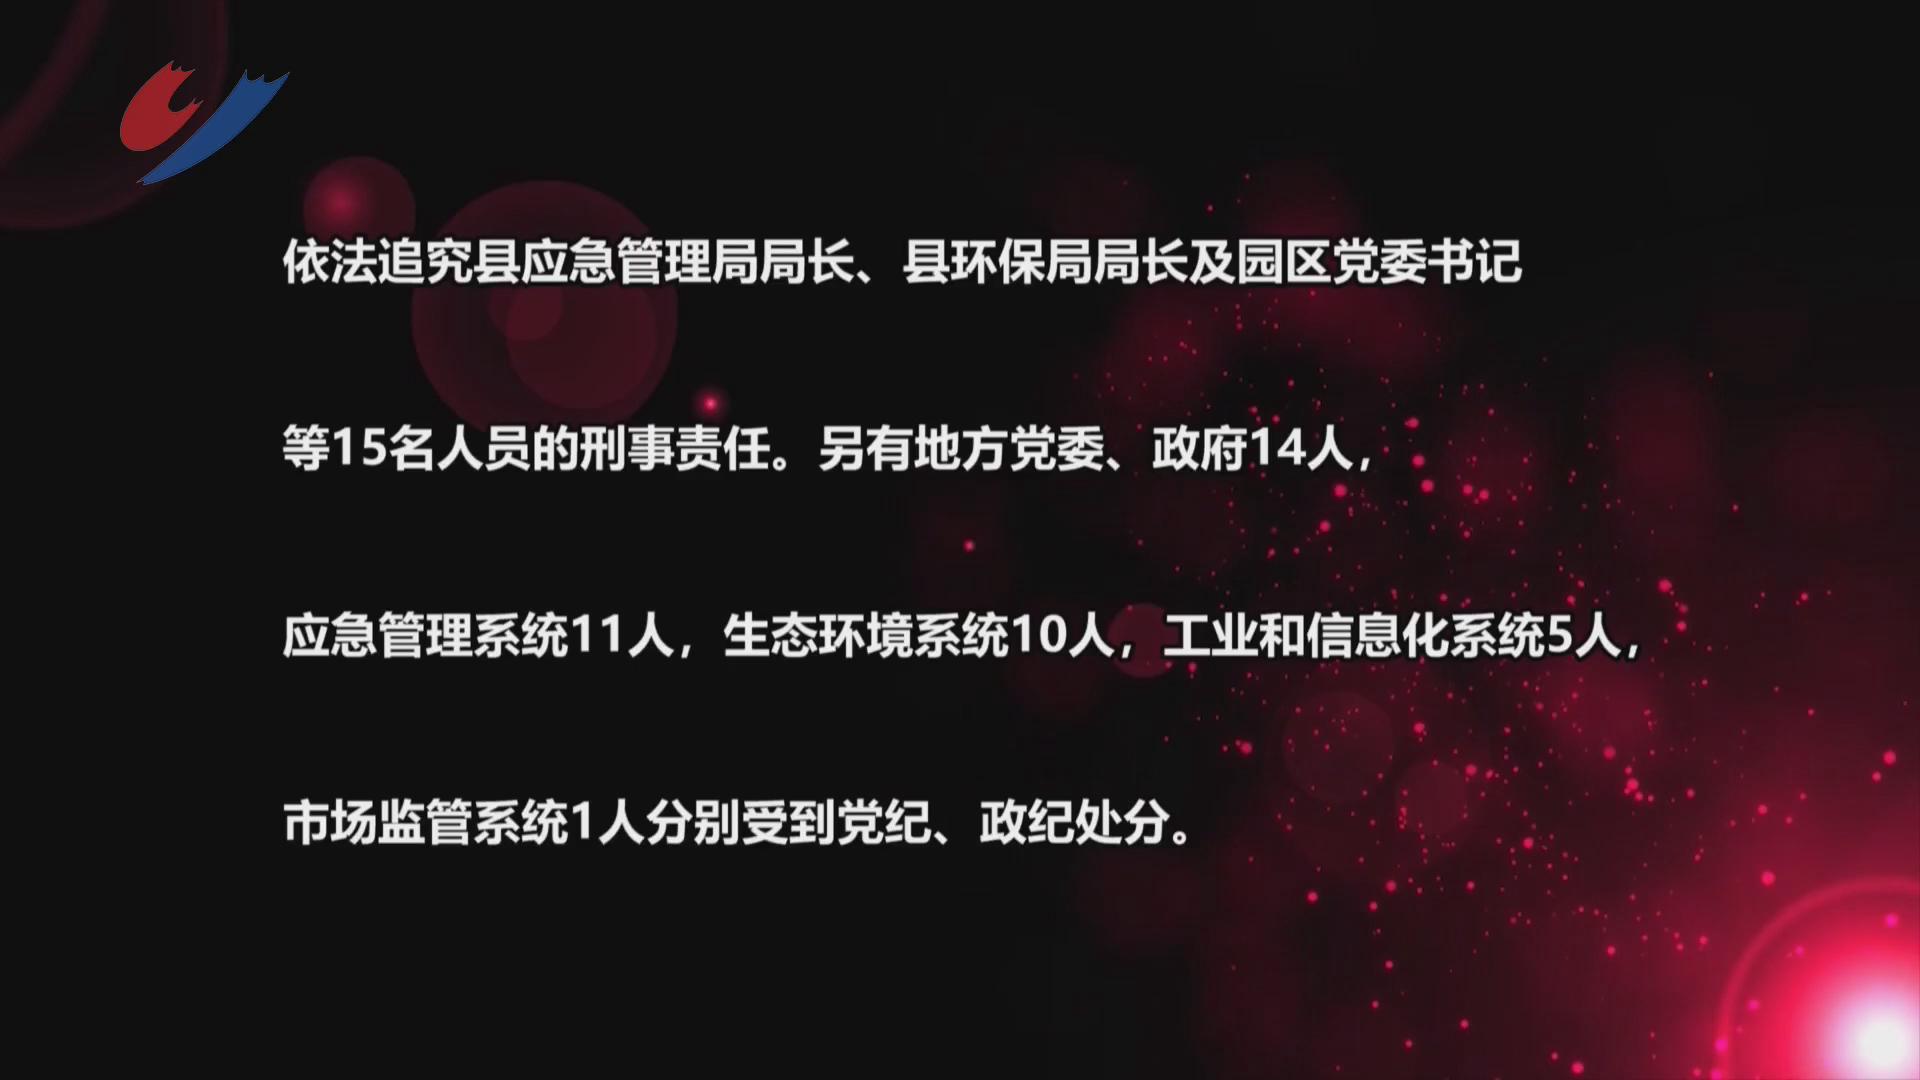 依法追究县应急管理局局长、县环保局局长及园区党委书记
等15名人员的刑事责任。另有地方党委、政府14人，
应急管理系统11人，生态环境系统10人，工业和信息化系统5人，
市场监管系统1人分别受到党纪、政纪处分。